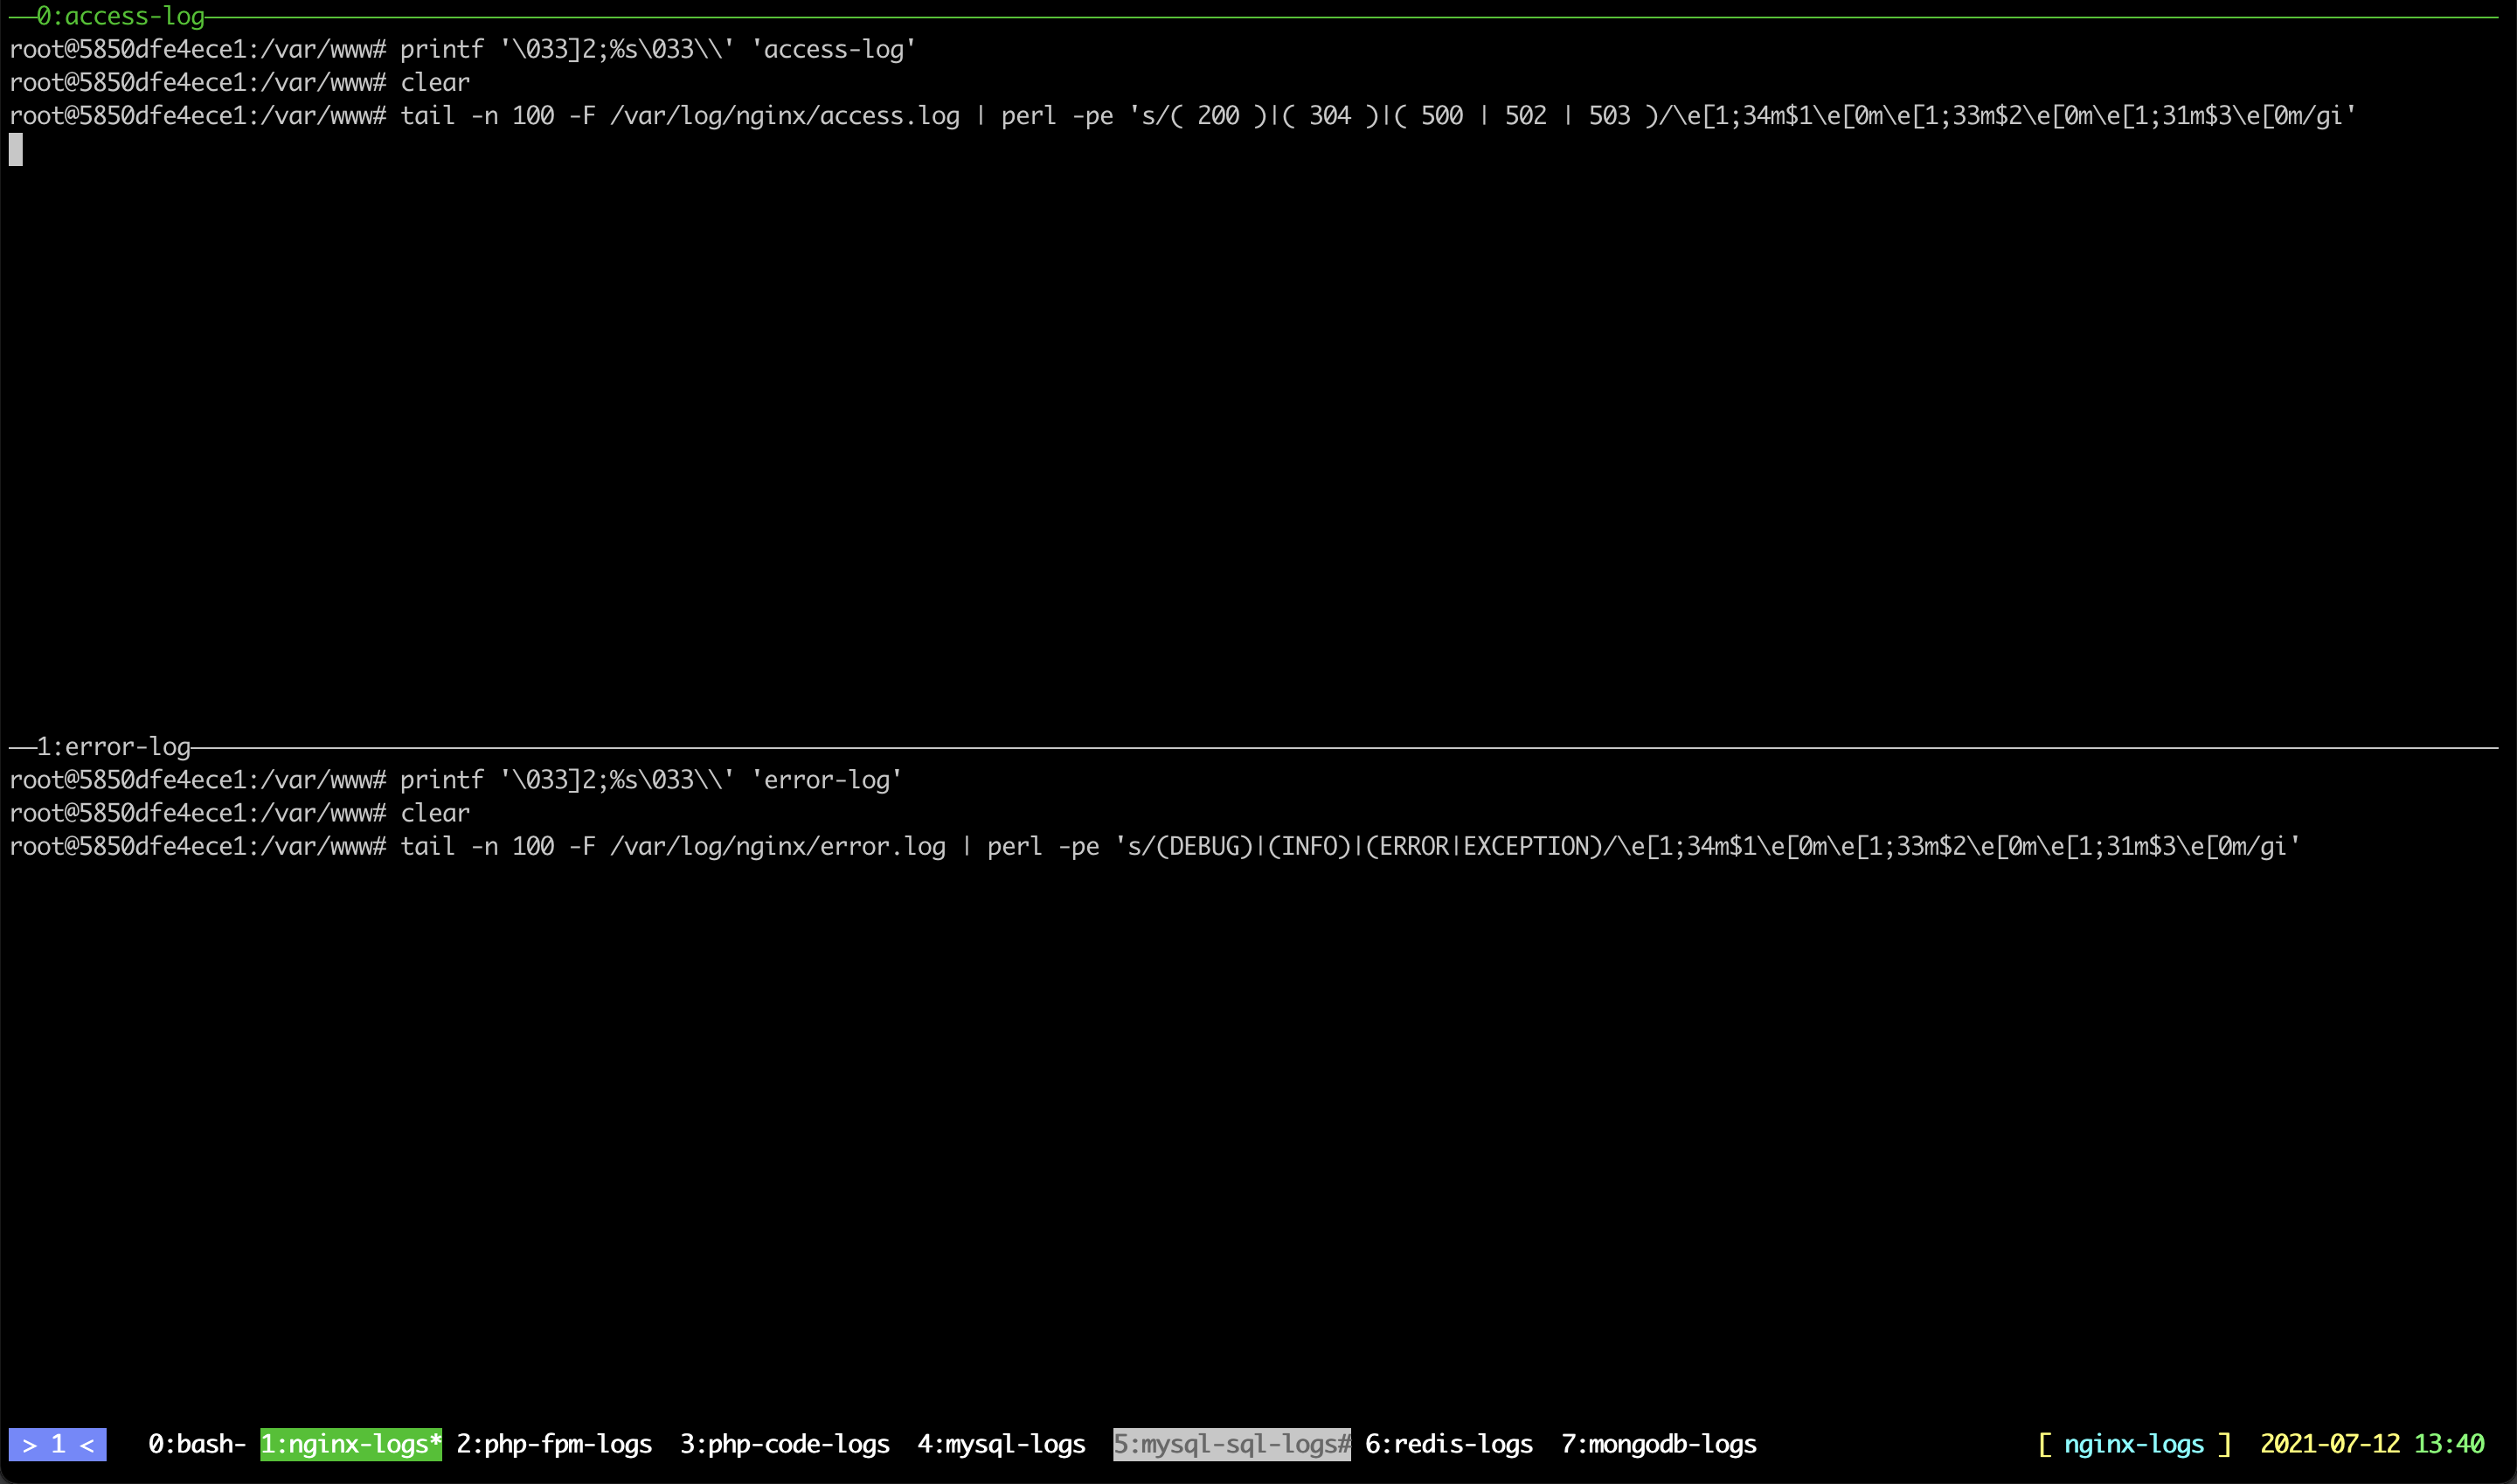 0:access-log
root@5850dfe4ece1:/var/www# printf '\033]2;%s\033\\' 'access-log'
root@5850dfe4ece1:/var/www# clear
root@5850dfe4ece1:/var/www# tail -n 100 -F /var/log/nginx/access.log | perl -pe 's/( 200 )|( 304 )|( 500 | 502 | 503 )/\e[1;34m$1\e[0m\e[1;33m$2\e[0m\e[1;31m$3\e[0m/gi'
1:error-log
root@5850dfe4ece1:/var/www# printf '\033]2;%s\033\\' 'error-log'
root@5850dfe4ece1:/var/www# clear
root@5850dfe4ece1:/var/www# tail -n 100 -F /var/log/nginx/error.log | perl -pe 's/(DEBUG)|(INFO)|(ERROR|EXCEPTION)/\e[1;34m$1\e[0m\e[1;33m$2\e[0m\e[1;31m$3\e[0m/gi'
> 1 < 0:bash- 1:nginx-logs* 2:php-fpm-logs 3:php-code-logs 4:mysql-logs 5:mysql-sql-logs# 6:redis-logs 7:mongodb-logs [ nginx-logs ] 2021-07-12 13:40